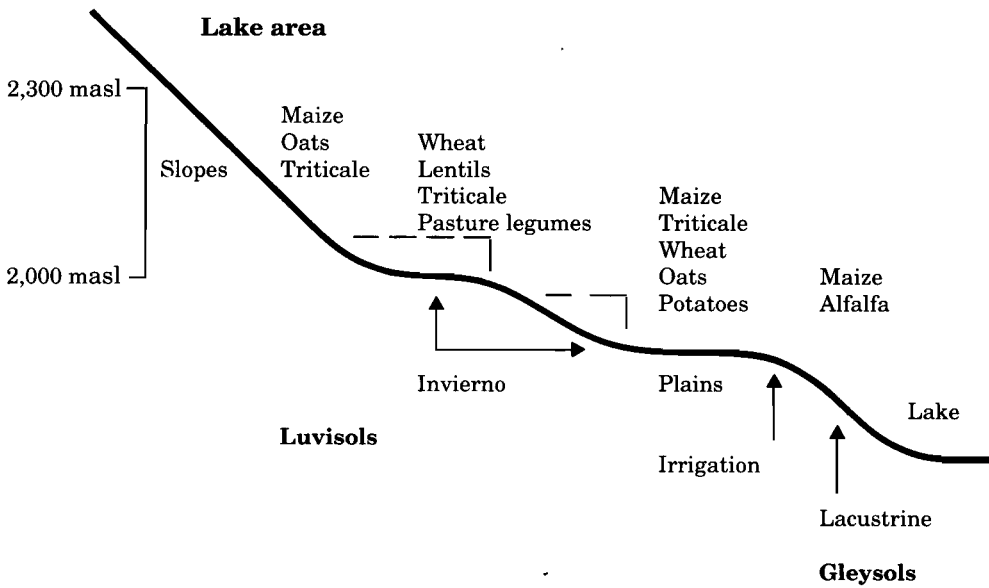 Lake area
2,300 masl
Slopes
2,000 masl
Maize
Oats
Triticale
Wheat
Lentils
Triticale
Pasture legumes
Maize
Triticale
Wheat
Oats
Potatoes
Maize
Alfalfa
Invierno
Plains
Lake
Luvisols
Irrigation
Lacustrine
Gleysols